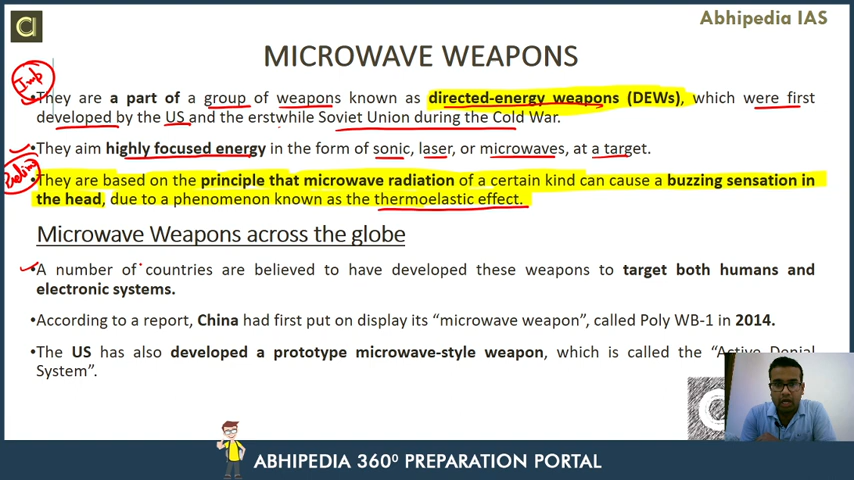 Abhipedia IAS
MICROWAVE WEAPONS
Imp
•They are a part of a group of weapons known as directed-energy weapons (DEWs), which were first
developed by the US and the erstwhile Soviet Union during the Cold War.
•They aim highly focused energy in the form of sonic, laser, or microwaves, at a target.
Prelims
•They are based on the principle that microwave radiation of a certain kind can cause a buzzing sensation in
the head, due to a phenomenon known as the thermoelastic effect.
Microwave Weapons across the globe
•A number of countries are believed to have developed these weapons to target both humans and
electronic systems.
•According to a report, China had first put on display its “microwave weapon”, called Poly WB-1 in 2014.
•The US has also developed a prototype microwave-style weapon, which is called the “Active Denial
System”.
ABHIPEDIA 360⁰ PREPARATION PORTAL